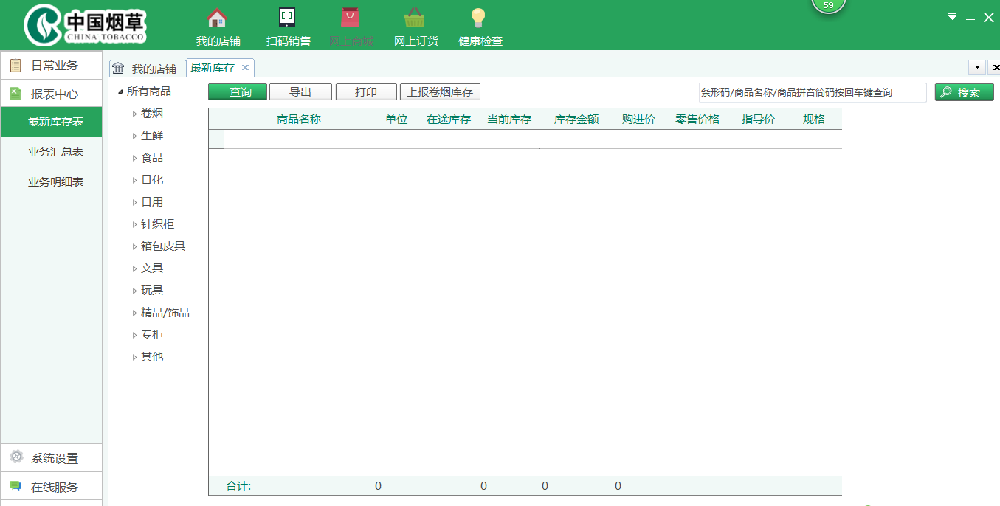 中国烟草
CHINA TOBACCO
我的店铺
扫码销售
网上商城
网上订货
健康检查
59
日常业务
报表中心
最新库存表
业务汇总表
业务明细表
系统设置
在线服务
我的店铺
最新库存
所有商品
卷烟
生鲜
食品
日化
日用
针织柜
箱包皮具
文具
玩具
精品/饰品
专柜
其他
查询 导出 打印 上报卷烟库存
条形码/商品名称/商品拼音简码按回车键查询
搜索
商品名称 单位 在途库存 当前库存 库存金额 购进价 零售价格 指导价 规格
合计: 0 0 0 0